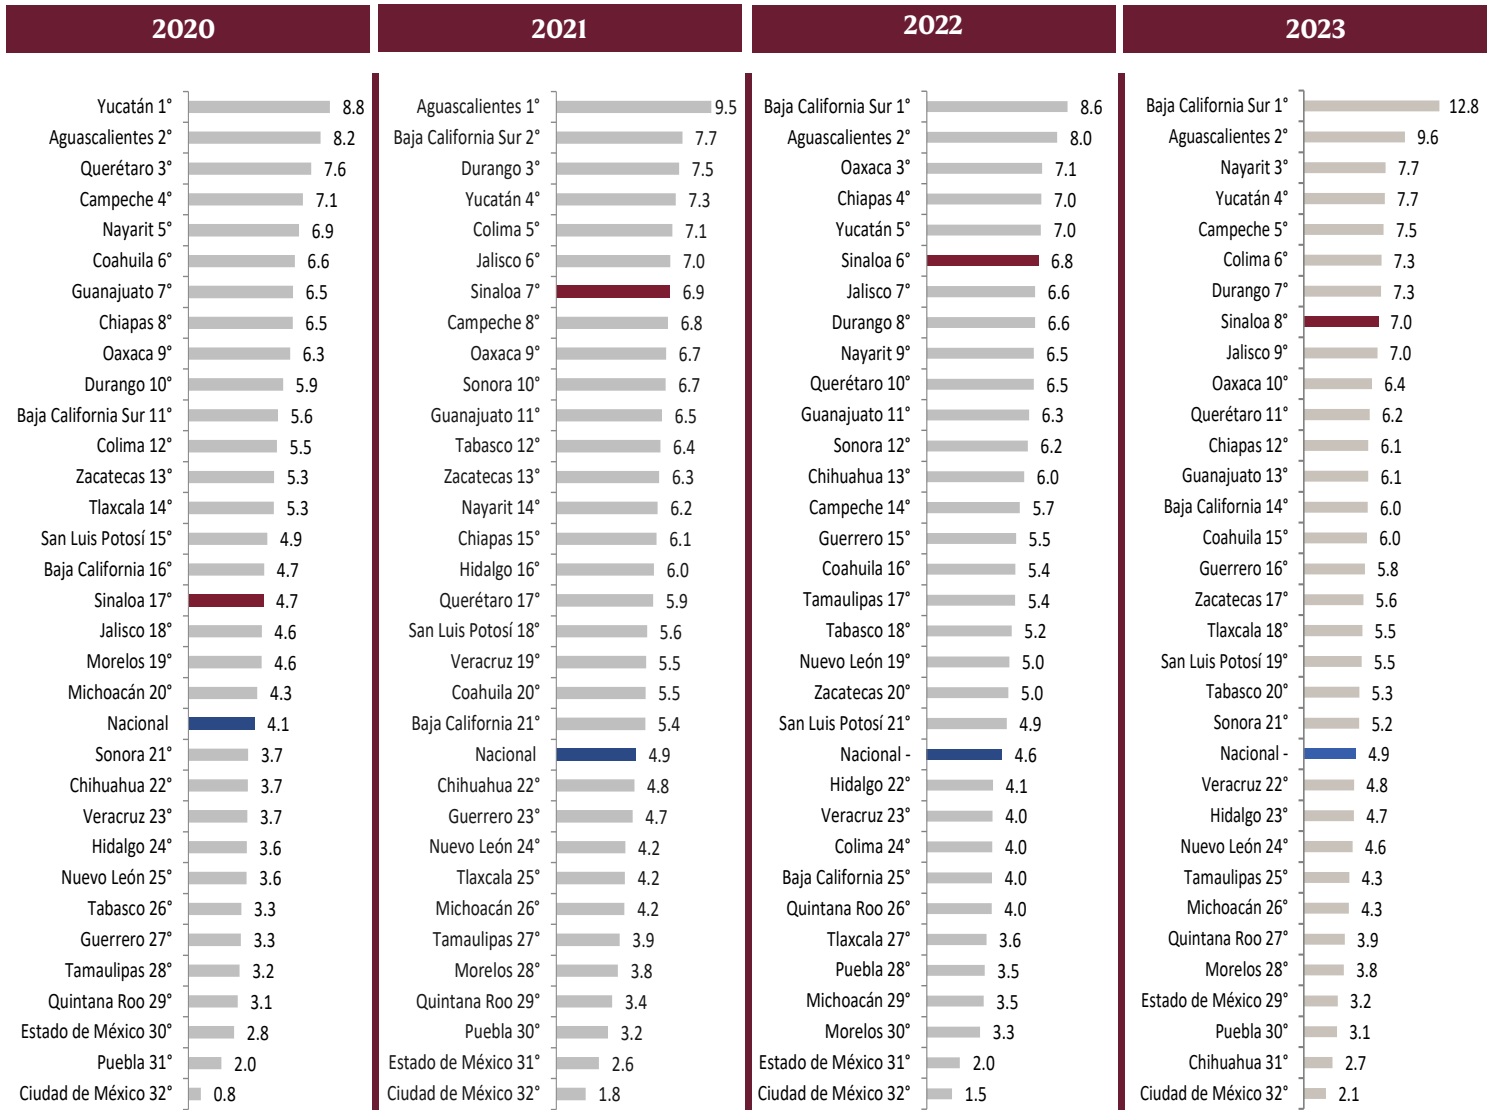 2020
Yucatán 1° 8.8
Aguascalientes 2° 8.2
Querétaro 3° 7.6
Campeche 4° 7.1
Nayarit 5° 6.9
Coahuila 6° 6.6
Guanajuato 7° 6.5
Chiapas 8° 6.5
Oaxaca 9° 6.3
Durango 10° 5.9
Baja California Sur 11° 5.6
Colima 12° 5.5
Zacatecas 13° 5.3
Tlaxcala 14° 5.3
San Luis Potosí 15° 4.9
Baja California 16° 4.7
Sinaloa 17° 4.7
Jalisco 18° 4.6
Morelos 19° 4.6
Michoacán 20° 4.3
Nacional 4.1
Sonora 21° 3.7
Chihuahua 22° 3.7
Veracruz 23° 3.7
Hidalgo 24° 3.6
Nuevo León 25° 3.6
Tabasco 26° 3.3
Guerrero 27° 3.3
Tamaulipas 28° 3.2
Quintana Roo 29° 3.1
Estado de México 30° 2.8
Puebla 31° 2.0
Ciudad de México 32° 0.8
2021
Aguascalientes 1° 9.5
Baja California Sur 2° 7.7
Durango 3° 7.5
Yucatán 4° 7.3
Colima 5° 7.1
Jalisco 6° 7.0
Sinaloa 7° 6.9
Campeche 8° 6.8
Oaxaca 9° 6.7
Sonora 10° 6.7
Guanajuato 11° 6.5
Tabasco 12° 6.4
Zacatecas 13° 6.3
Nayarit 14° 6.2
Chiapas 15° 6.1
Hidalgo 16° 6.0
Querétaro 17° 5.9
San Luis Potosí 18° 5.6
Veracruz 19° 5.5
Coahuila 20° 5.5
Baja California 21° 5.4
Nacional 4.9
Chihuahua 22° 4.8
Guerrero 23° 4.7
Nuevo León 24° 4.2
Tlaxcala 25° 4.2
Michoacán 26° 4.2
Tamaulipas 27° 3.9
Morelos 28° 3.8
Quintana Roo 29° 3.4
Puebla 30° 3.2
Estado de México 31° 2.6
Ciudad de México 32° 1.8
2022
Baja California Sur 1° 8.6
Aguascalientes 2° 8.0
Oaxaca 3° 7.1
Chiapas 4° 7.0
Yucatán 5° 7.0
Sinaloa 6° 6.8
Jalisco 7° 6.6
Durango 8° 6.6
Nayarit 9° 6.5
Querétaro 10° 6.5
Guanajuato 11° 6.3
Sonora 12° 6.2
Chihuahua 13° 6.0
Campeche 14° 5.7
Guerrero 15° 5.5
Coahuila 16° 5.4
Tamaulipas 17° 5.4
Tabasco 18° 5.2
Nuevo León 19° 5.0
Zacatecas 20° 5.0
San Luis Potosí 21° 4.9
Nacional - 4.6
Hidalgo 22° 4.1
Veracruz 23° 4.0
Colima 24° 4.0
Baja California 25° 4.0
Quintana Roo 26° 4.0
Tlaxcala 27° 3.6
Puebla 28° 3.5
Michoacán 29° 3.5
Morelos 30° 3.3
Estado de México 31° 2.0
Ciudad de México 32° 1.5
2023
Baja California Sur 1° 12.8
Aguascalientes 2° 9.6
Nayarit 3° 7.7
Yucatán 4° 7.7
Campeche 5° 7.5
Colima 6° 7.3
Durango 7° 7.3
Sinaloa 8° 7.0
Jalisco 9° 7.0
Oaxaca 10° 6.4
Querétaro 11° 6.2
Chiapas 12° 6.1
Guanajuato 13° 6.1
Baja California 14° 6.0
Coahuila 15° 6.0
Guerrero 16° 5.8
Zacatecas 17° 5.6
Tlaxcala 18° 5.5
San Luis Potosí 19° 5.5
Tabasco 20° 5.3
Sonora 21° 5.2
Nacional - 4.9
Veracruz 22° 4.8
Hidalgo 23° 4.7
Nuevo León 24° 4.6
Tamaulipas 25° 4.3
Michoacán 26° 4.3
Quintana Roo 27° 3.9
Morelos 28° 3.8
Estado de México 29° 3.2
Puebla 30° 3.1
Chihuahua 31° 2.7
Ciudad de México 32° 2.1